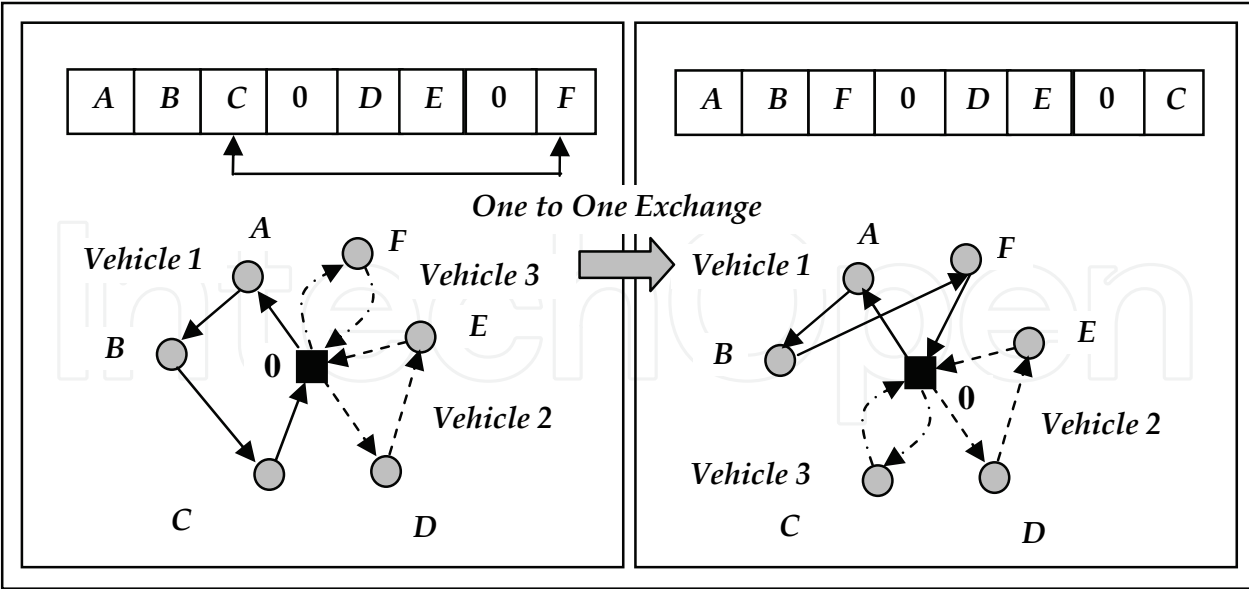 A B C 0 D E 0 F
A B F 0 D E 0 C
One to One Exchange
A
F
Vehicle 1
Vehicle 3
E
B
0
Vehicle 2
C
D
A
F
Vehicle 1
E
B
0
Vehicle 2
Vehicle 3
C
D
IntechOpen